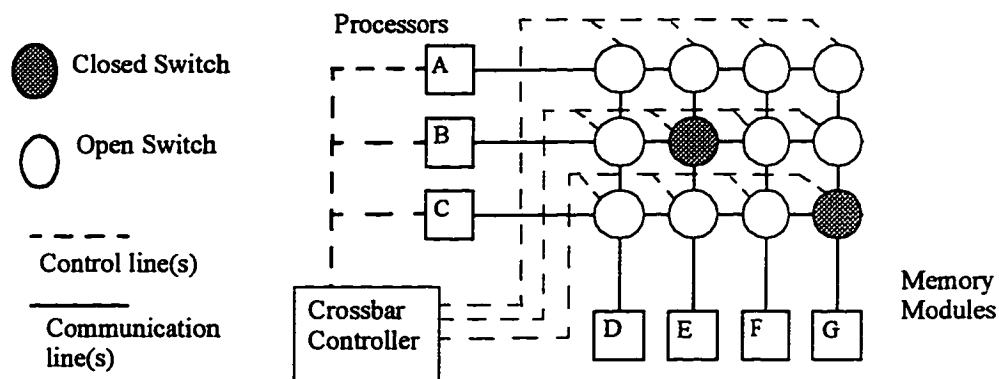 Closed Switch
Open Switch
Control line(s)
Communication
line(s)
Processors
A
B
C
Crossbar
Controller
D
E
F
G
Memory
Modules